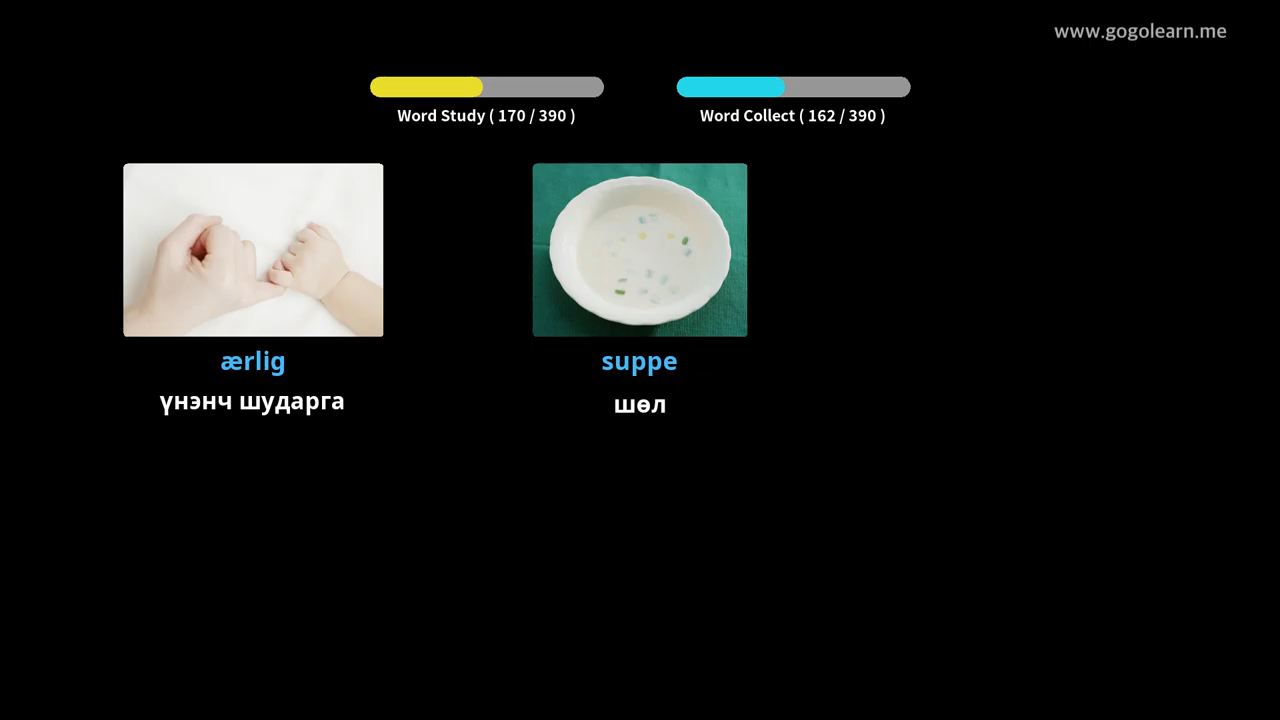 www.gogolearn.me
Word Study ( 170 / 390 )
Word Collect ( 162 / 390 )
ærlig
үнэнч шударга
suppe
шөл